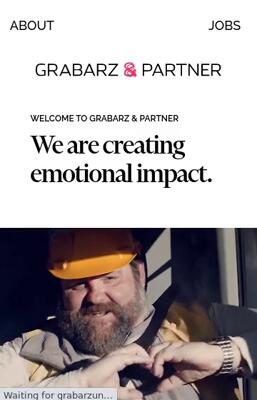 ABOUT JOBS
GRABARZ & PARTNER
WELCOME TO GRABARZ & PARTNER
We are creating
emotional impact.
Waiting for grabarzun...